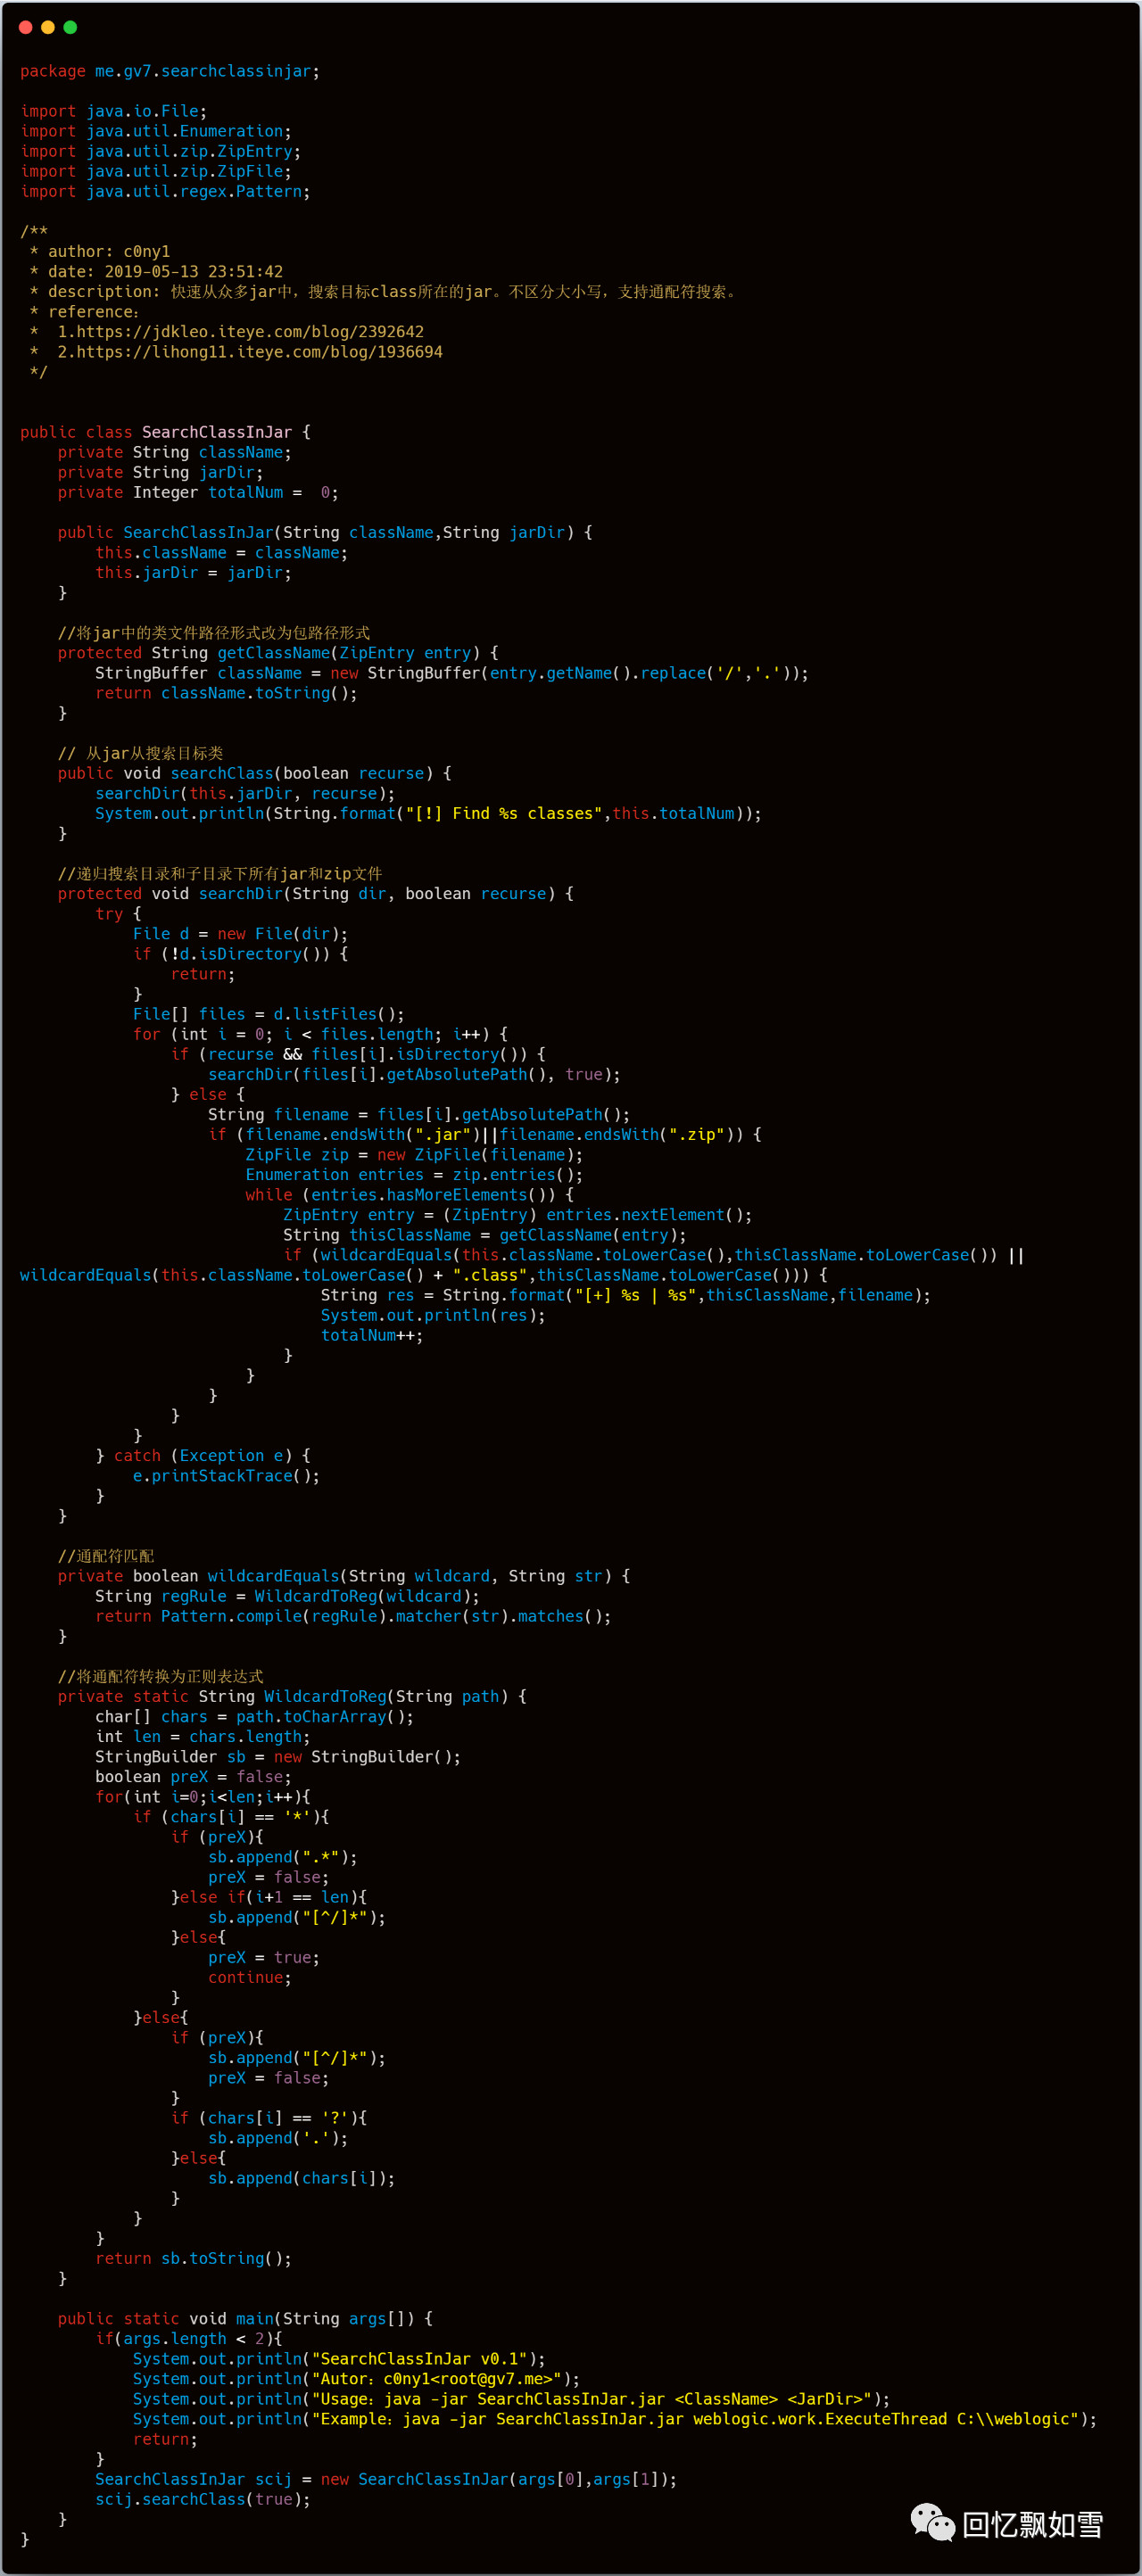 package me.gv7.searchclassinjar;

import java.io.File;
import java.util.Enumeration;
import java.util.zip.ZipEntry;
import java.util.zip.ZipFile;
import java.util.regex.Pattern;

/**
 * author: c0ny1
 * date: 2019-05-13 23:51:42
 * description: 快速从众多jar中，搜索目标class所在的jar。不区分大小写，支持通配符搜索。
 * reference：
 *  1.https://jdkleo.iteye.com/blog/2392642
 *  2.https://lihong11.iteye.com/blog/1936694
 */


public class SearchClassInJar {
    private String className;
    private String jarDir;
    private Integer totalNum =  0;

    public SearchClassInJar(String className,String jarDir) {
        this.className = className;
        this.jarDir = jarDir;
    }

    //将jar中的类文件路径形式改为包路径形式
    protected String getClassName(ZipEntry entry) {
        StringBuffer className = new StringBuffer(entry.getName().replace('/','.'));
        return className.toString();
    }

    // 从jar从搜索目标类
    public void searchClass(boolean recurse) {
        searchDir(this.jarDir, recurse);
        System.out.println(String.format("[!] Find %s classes",this.totalNum));
    }

    //递归搜索目录和子目录下所有jar和zip文件
    protected void searchDir(String dir, boolean recurse) {
        try {
            File d = new File(dir);
            if (!d.isDirectory()) {
                return;
            }
            File[] files = d.listFiles();
            for (int i = 0; i < files.length; i++) {
                if (recurse && files[i].isDirectory()) {
                    searchDir(files[i].getAbsolutePath(), true);
                } else {
                    String filename = files[i].getAbsolutePath();
                    if (filename.endsWith(".jar")||filename.endsWith(".zip")) {
                        ZipFile zip = new ZipFile(filename);
                        Enumeration entries = zip.entries();
                        while (entries.hasMoreElements()) {
                            ZipEntry entry = (ZipEntry) entries.nextElement();
                            String thisClassName = getClassName(entry);
                            if (wildcardEquals(this.className.toLowerCase(),thisClassName.toLowerCase()) ||
wildcardEquals(this.className.toLowerCase() + ".class",thisClassName.toLowerCase())) {
                                String res = String.format("[+] %s | %s",thisClassName,filename);
                                System.out.println(res);
                                totalNum++;
                            }
                        }
                    }
                }
            }
        } catch (Exception e) {
            e.printStackTrace();
        }
    }

    //通配符匹配
    private boolean wildcardEquals(String wildcard, String str) {
        String regRule = WildcardToReg(wildcard);
        return Pattern.compile(regRule).matcher(str).matches();
    }

    //将通配符转换为正则表达式
    private static String WildcardToReg(String path) {
        char[] chars = path.toCharArray();
        int len = chars.length;
        StringBuilder sb = new StringBuilder();
        boolean preX = false;
        for(int i=0;i<len;i++){
            if (chars[i] == '*'){
                if (preX){
                    sb.append(".*");
                    preX = false;
                }else if(i+1 == len){
                    sb.append("[^/]*");
                }else{
                    preX = true;
                    continue;
                }
            }else{
                if (preX){
                    sb.append("[^/]*");
                    preX = false;
                }
                if (chars[i] == '?'){
                    sb.append('.');
                }else{
                    sb.append(chars[i]);
                }
            }
        }
        return sb.toString();
    }

    public static void main(String args[]) {
        if(args.length < 2){
            System.out.println("SearchClassInJar v0.1");
            System.out.println("Autor：c0ny1<root@gv7.me>");
            System.out.println("Usage：java -jar SearchClassInJar.jar <ClassName> <JarDir>");
            System.out.println("Example：java -jar SearchClassInJar.jar weblogic.work.ExecuteThread C:\\weblogic");
            return;
        }
        SearchClassInJar scij = new SearchClassInJar(args[0],args[1]);
        scij.searchClass(true);
    }
}
回忆飘如雪